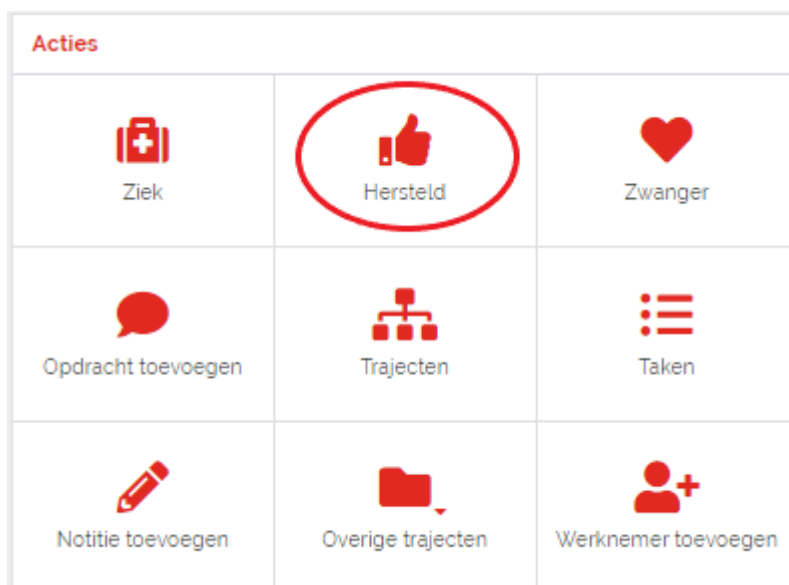 Acties
Ziek
Hersteld
Zwanger
Opdracht toevoegen
Trajecten
Taken
Notitie toevoegen
Overige trajecten
Werknemer toevoegen